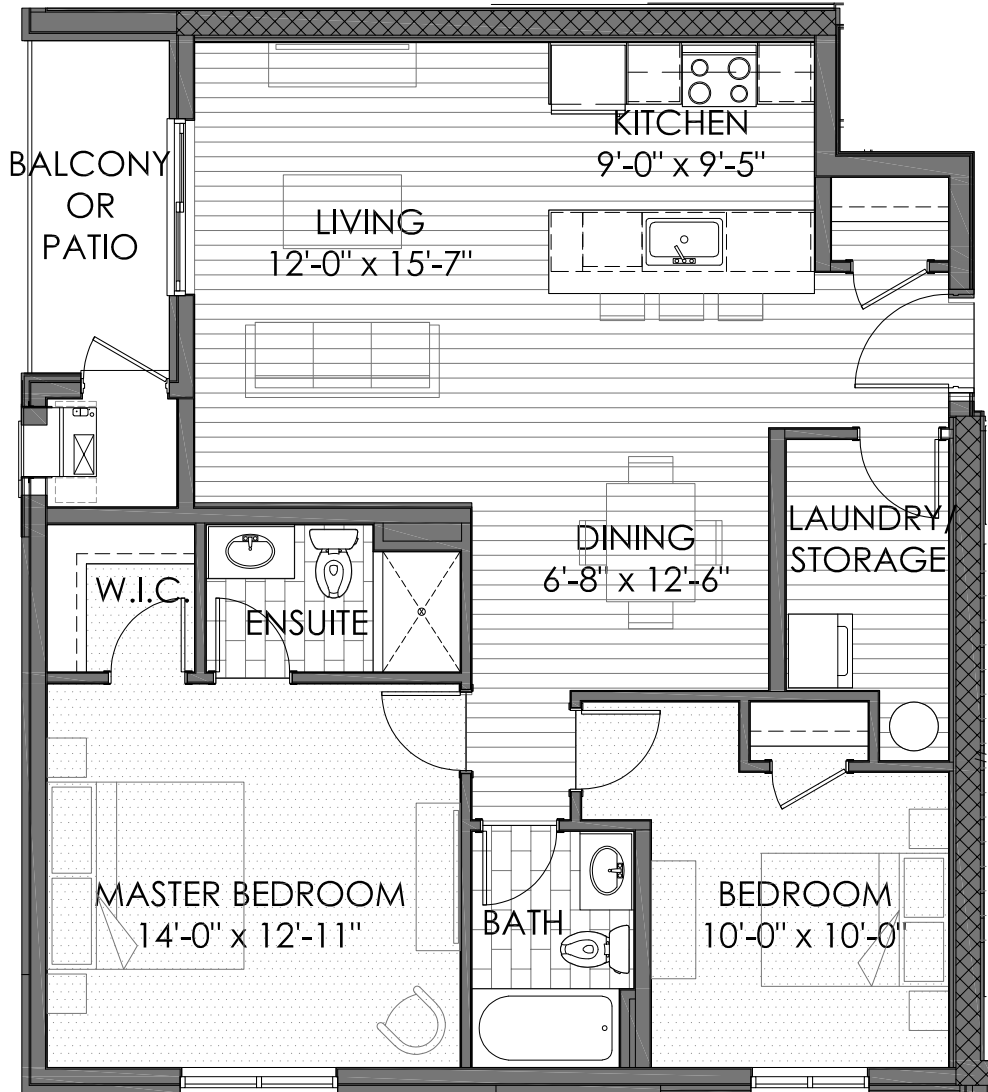 KITCHEN
9'-0" x 9'-5"
BALCONY
OR
PATIO
LIVING
12'-0" x 15'-7"
DINING
6'-8" x 12'-6"
LAUNDRY/
STORAGE
W.I.C.
ENSUITE
MASTER BEDROOM
14'-0" x 12'-11"
BATH
BEDROOM
10'-0" x 10'-0"